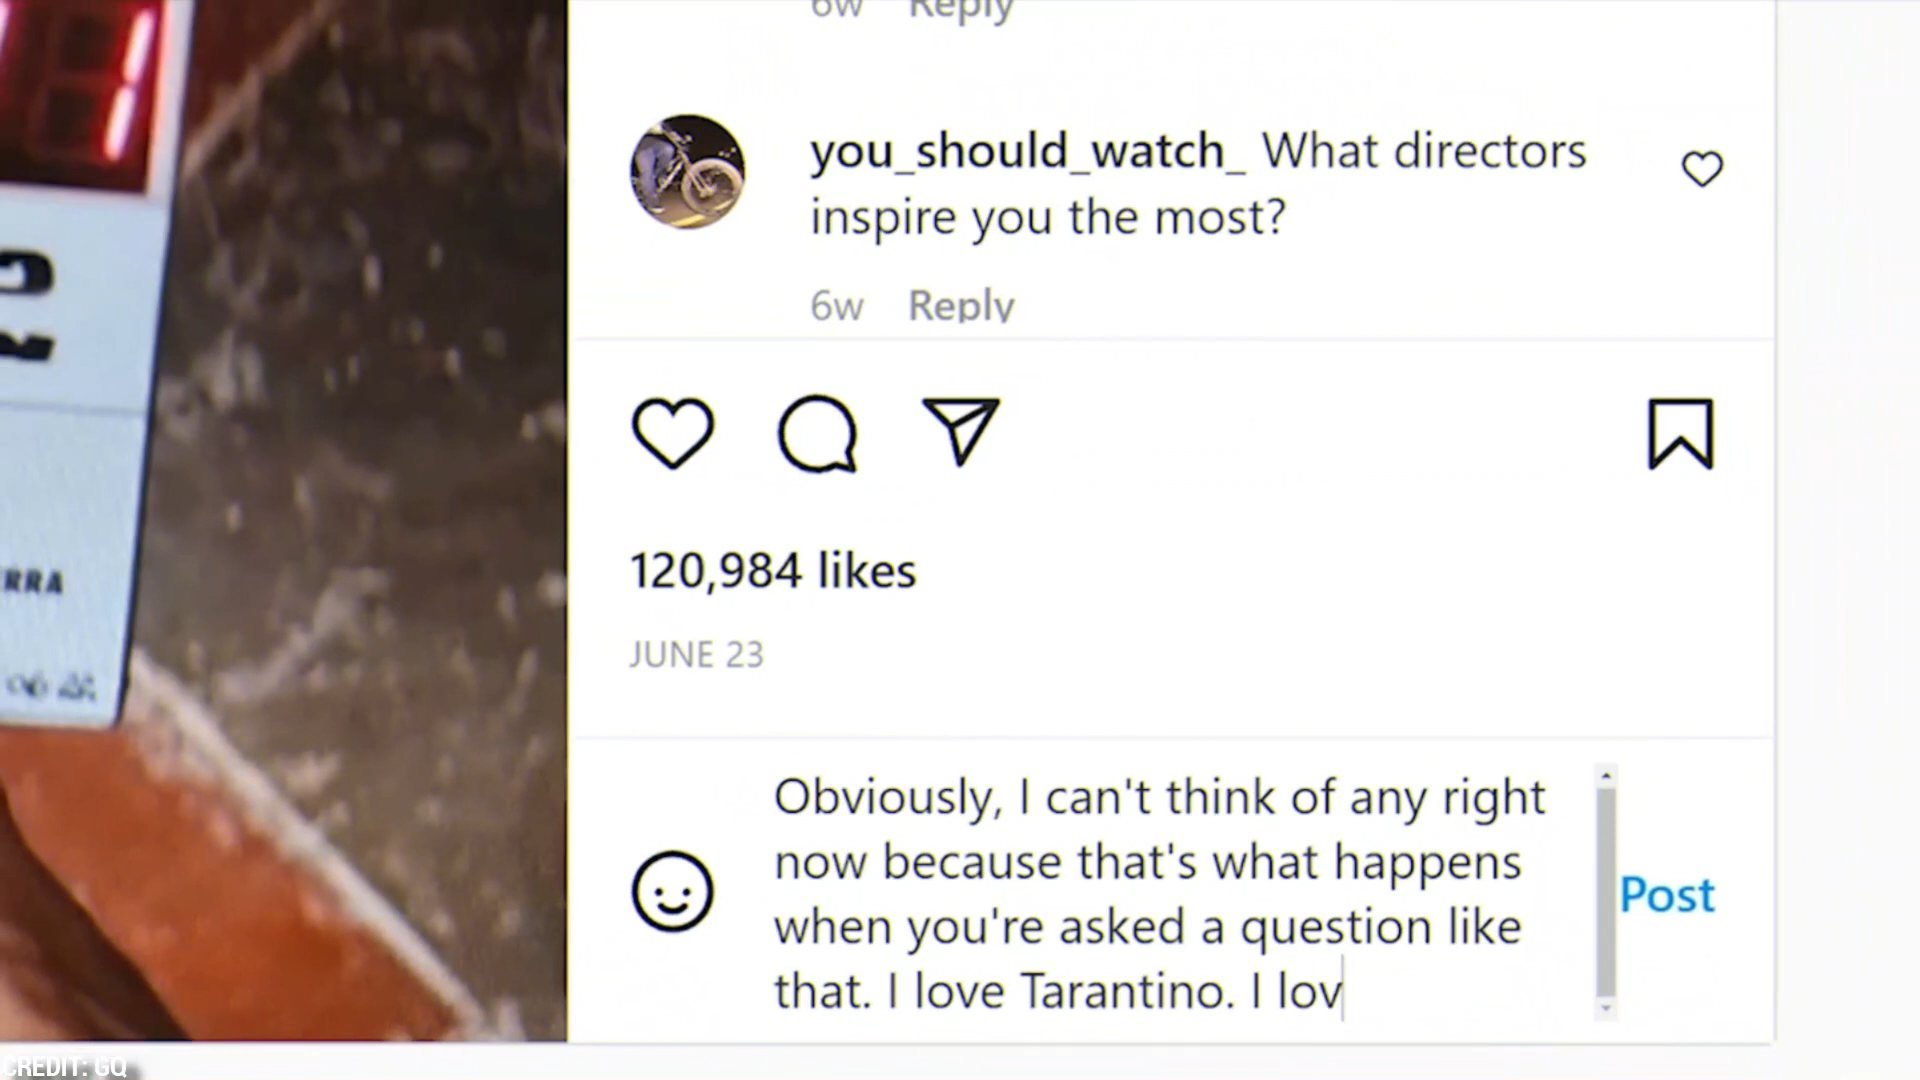 6w Reply
you_should_watch_ What directors
inspire you the most?
6w Reply
120,984 likes
JUNE 23
Obviously, I can't think of any right
now because that's what happens
when you're asked a question like
that. I love Tarantino. I lov
Post
RRA
CREDIT: GQ